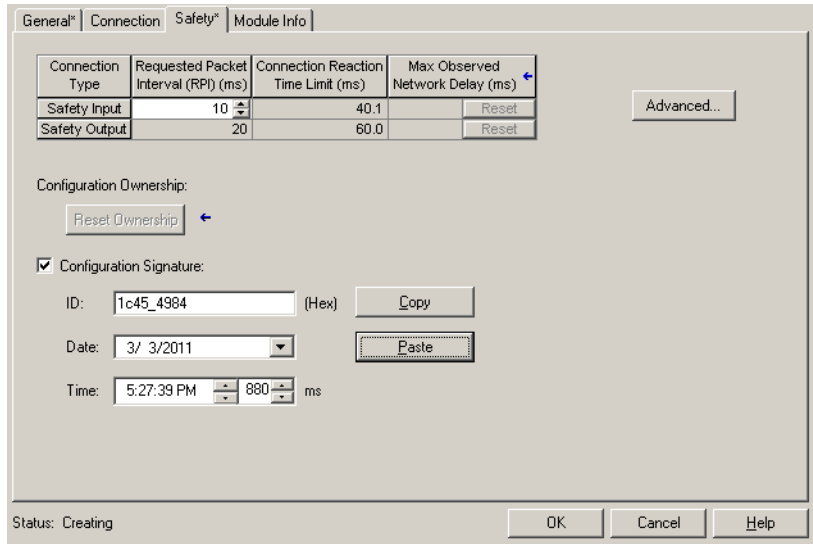 General* Connection Safety* Module Info
Connection Type Requested Packet Interval (RPI) (ms) Connection Reaction Time Limit (ms) Max Observed Network Delay (ms)
Safety Input 10 40.1 Reset
Safety Output 20 60.0 Reset
Advanced...
Configuration Ownership:
Reset Ownership
Configuration Signature:
ID: 1c45_4984 (Hex) Copy
Date: 3/ 3/2011 Paste
Time: 5:27:39 PM 880 ms
Status: Creating OK Cancel Help